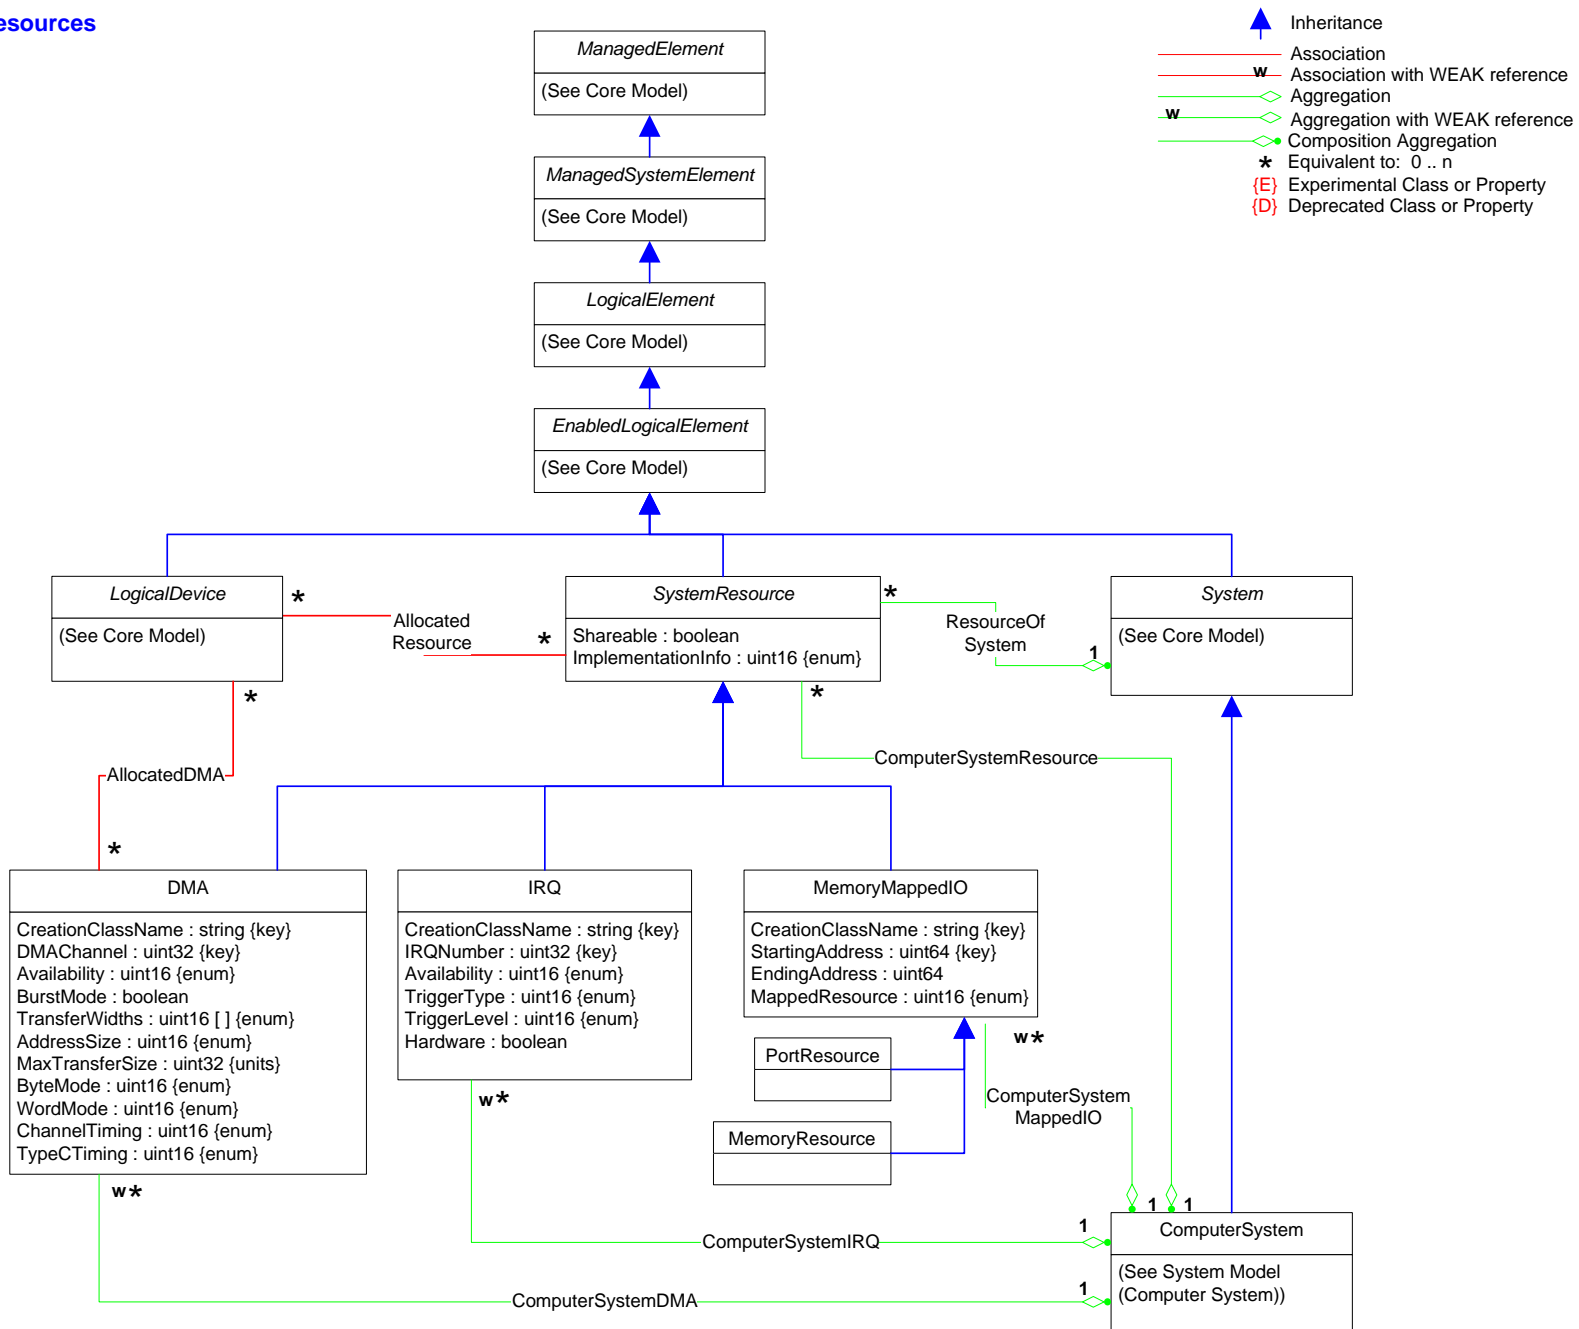 esources
Inheritance
Association
w
Association with WEAK reference
Aggregation
w
Aggregation with WEAK reference
Composition Aggregation
* Equivalent to: 0 .. n
{E} Experimental Class or Property
{D} Deprecated Class or Property
ManagedElement
(See Core Model)
ManagedSystemElement
(See Core Model)
LogicalElement
(See Core Model)
EnabledLogicalElement
(See Core Model)
LogicalDevice
(See Core Model)
*
Allocated
Resource
*
*
SystemResource
Shareable : boolean
ImplementationInfo : uint16 {enum}
*
*
ResourceOf
System
1
System
(See Core Model)
ComputerSystemResource
AllocatedDMA
*
DMA
CreationClassName : string {key}
DMAChannel : uint32 {key}
Availability : uint16 {enum}
BurstMode : boolean
TransferWidths : uint16 [ ] {enum}
AddressSize : uint16 {enum}
MaxTransferSize : uint32 {units}
ByteMode : uint16 {enum}
WordMode : uint16 {enum}
ChannelTiming : uint16 {enum}
TypeCTiming : uint16 {enum}
w*
IRQ
CreationClassName : string {key}
IRQNumber : uint32 {key}
Availability : uint16 {enum}
TriggerType : uint16 {enum}
TriggerLevel : uint16 {enum}
Hardware : boolean
w*
MemoryMappedIO
CreationClassName : string {key}
StartingAddress : uint64 {key}
EndingAddress : uint64
MappedResource : uint16 {enum}
w*
PortResource
MemoryResource
ComputerSystem
MappedIO
1 1
ComputerSystemIRQ
1
ComputerSystemDMA
1
ComputerSystem
(See System Model
(Computer System))